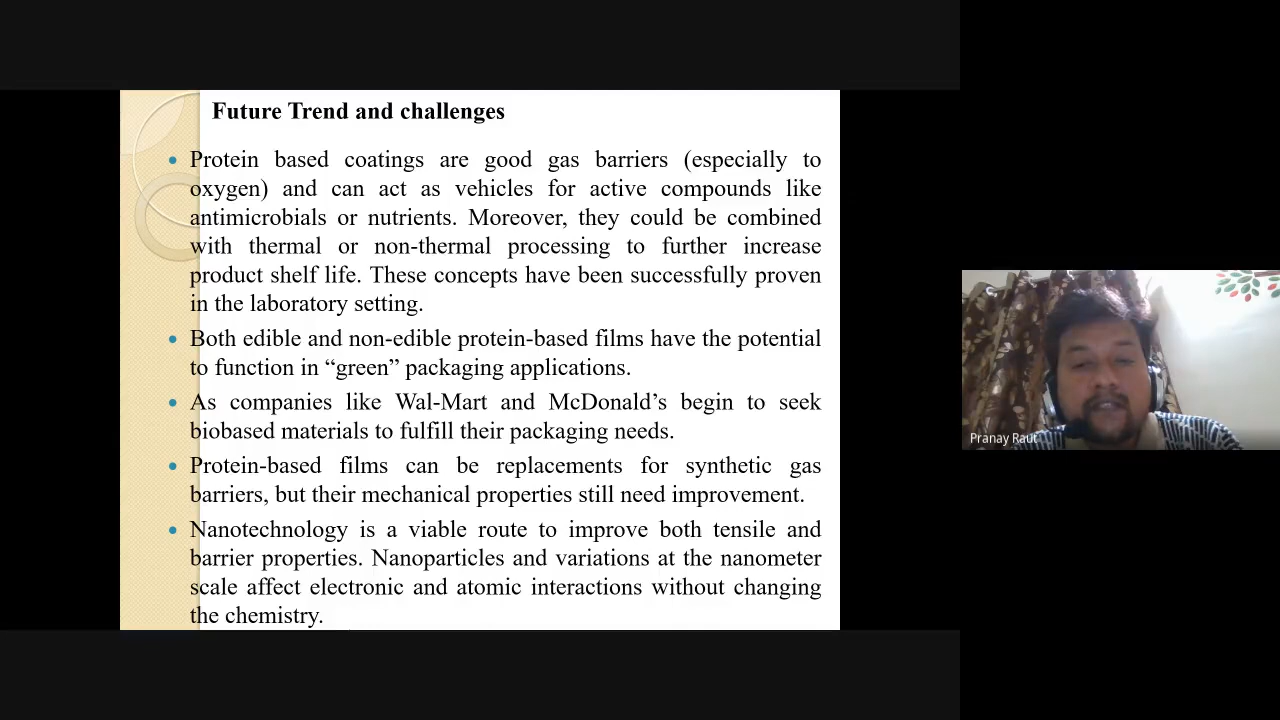 Future Trend and challenges
• Protein based coatings are good gas barriers (especially to
oxygen) and can act as vehicles for active compounds like
antimicrobials or nutrients. Moreover, they could be combined
with thermal or non-thermal processing to further increase
product shelf life. These concepts have been successfully proven
in the laboratory setting.
• Both edible and non-edible protein-based films have the potential
to function in “green” packaging applications.
• As companies like Wal-Mart and McDonald’s begin to seek
biobased materials to fulfill their packaging needs.
• Protein-based films can be replacements for synthetic gas
barriers, but their mechanical properties still need improvement.
• Nanotechnology is a viable route to improve both tensile and
barrier properties. Nanoparticles and variations at the nanometer
scale affect electronic and atomic interactions without changing
the chemistry.
Pranay Raut